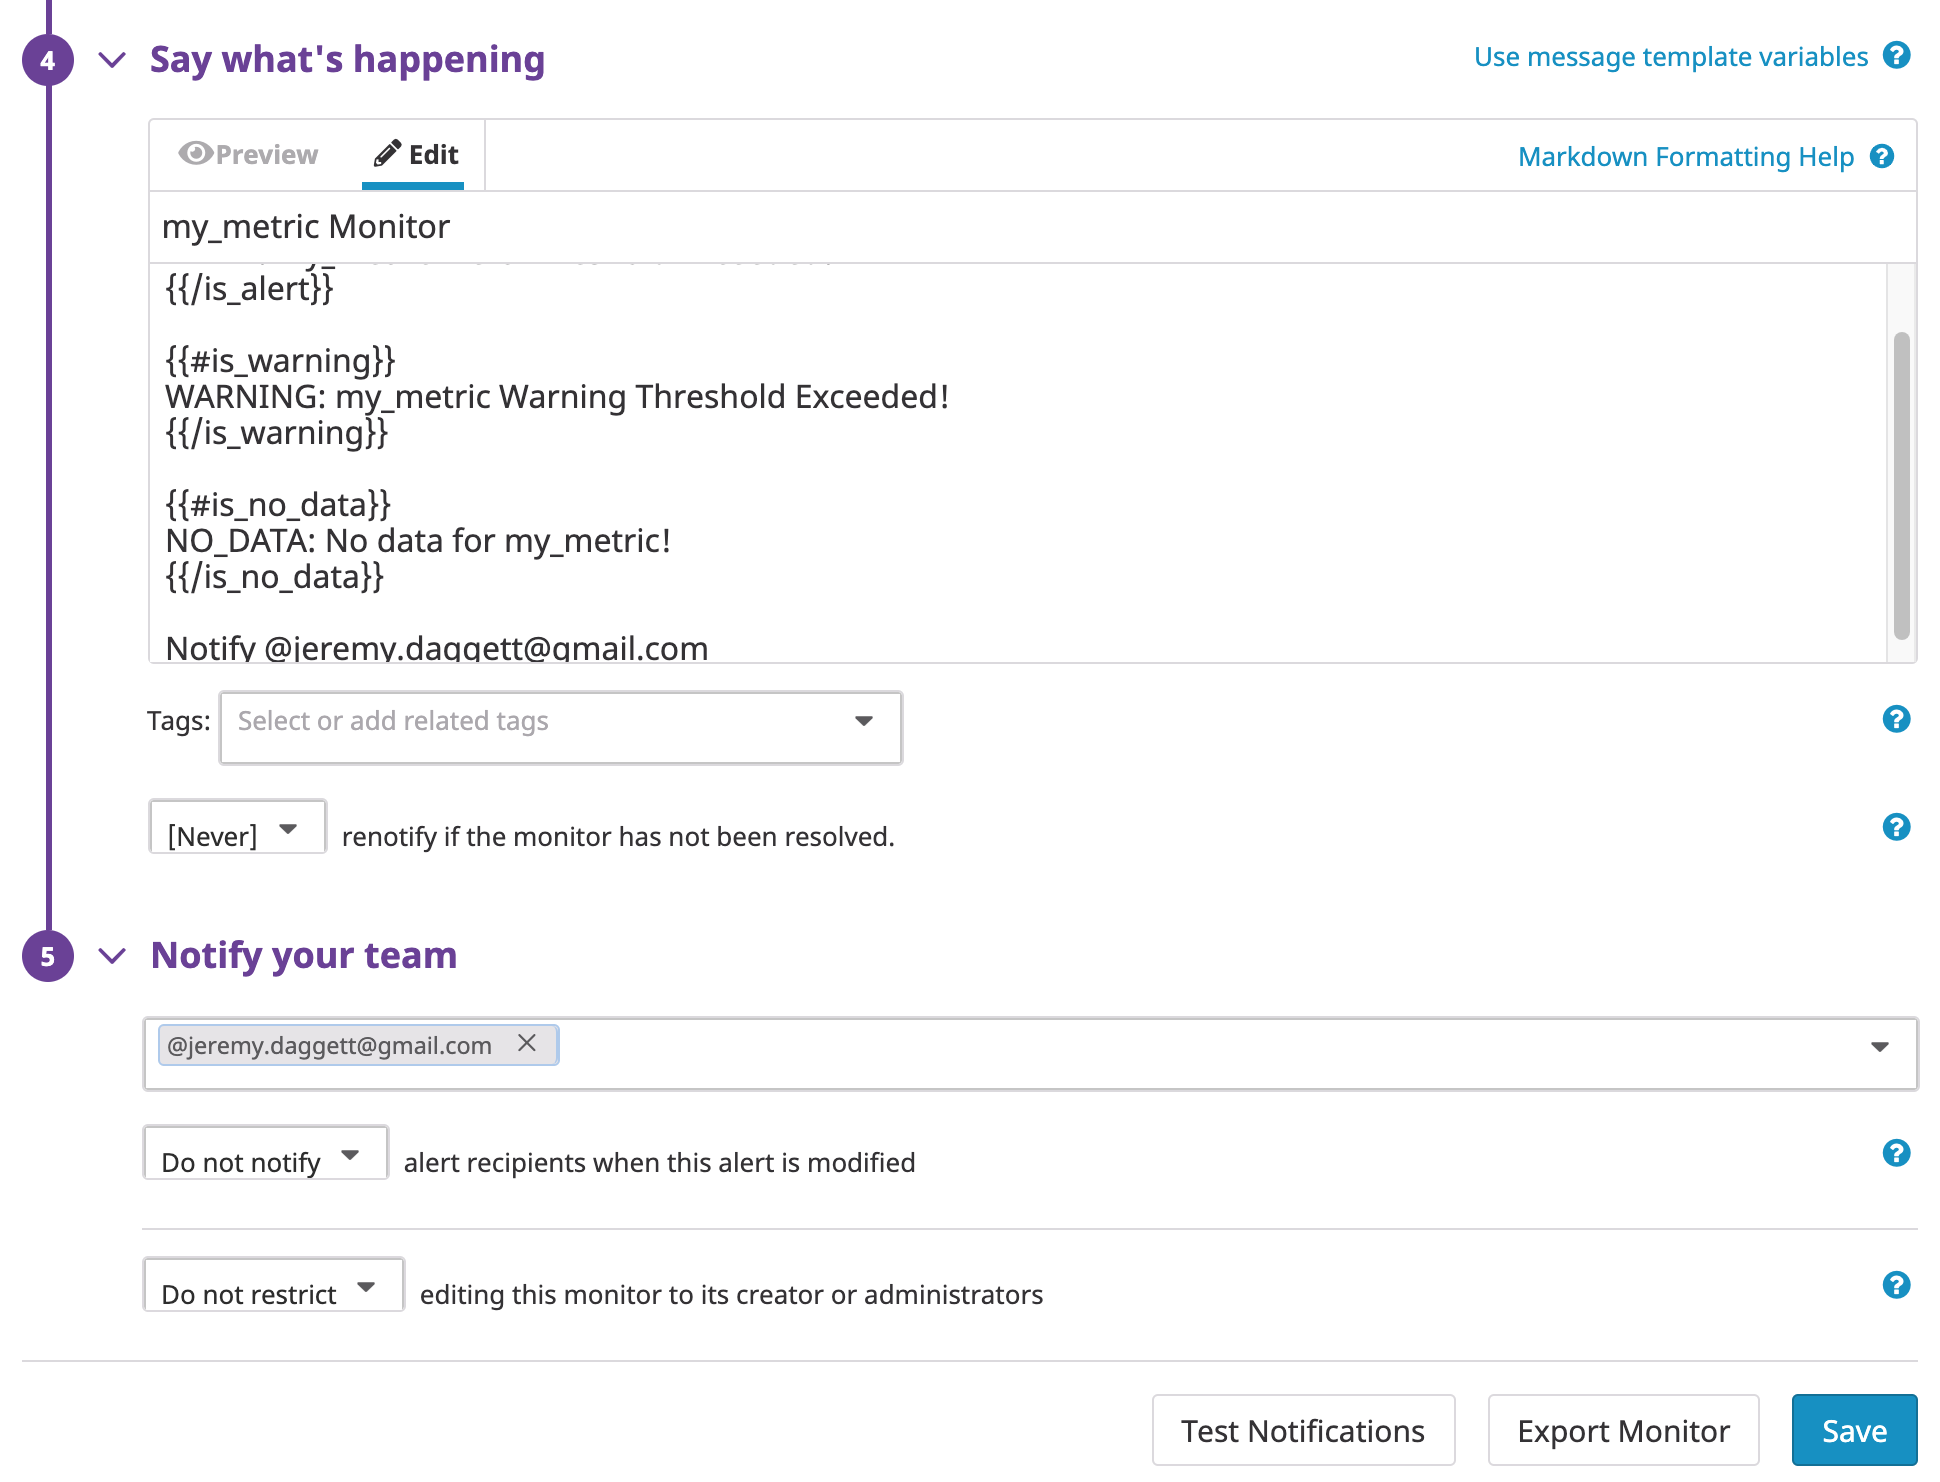 4 Say what's happening Use message template variables ?
Preview Edit Markdown Formatting Help ?
my_metric Monitor
{{/is_alert}}
{{#is_warning}}
WARNING: my_metric Warning Threshold Exceeded!
{{/is_warning}}
{{#is_no_data}}
NO_DATA: No data for my_metric!
{{/is_no_data}}
Notify @jeremy.daggett@gmail.com
Tags: Select or add related tags ?
[Never] renotify if the monitor has not been resolved. ?
5 Notify your team
@jeremy.daggett@gmail.com
Do not notify alert recipients when this alert is modified ?
Do not restrict editing this monitor to its creator or administrators ?
Test Notifications Export Monitor Save